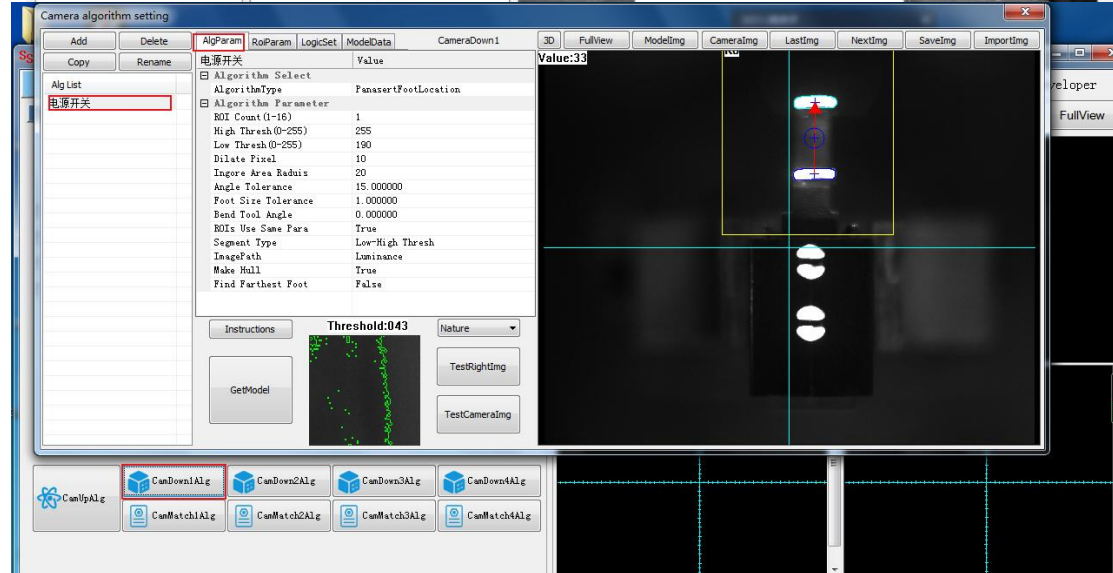 Camera algorithm setting
Add Delete AlgParam RoiParam LogicSet ModelData CameraDown1 3D FullView ModelImg CameraImg LastImg NextImg SaveImg ImportImg
Copy Rename 电源开关 Value Value:33
Alg List
电源开关
Algorithm Select
AlgorithmType PanasertFootLocation
Algorithm Parameter
ROI Count(1-16) 1
High Thresh(0-255) 255
Low Thresh(0-255) 190
Dilate Pixel 10
Ingore Area Raduis 20
Angle Tolerance 15.000000
Foot Size Tolerance 1.000000
Bend Tool Angle 0.000000
ROIs Use Same Para True
Segment Type Low-High Thresh
ImagePath Luminance
Make Hull True
Find Farthest Foot False
Instructions Threshold:043 Nature
GetModel TestRightImg
TestCameraImg
veloper
FullView
CamUpAlg CamDown1Alg CamDown2Alg CamDown3Alg CamDown4Alg
CamMatch1Alg CamMatch2Alg CamMatch3Alg CamMatch4Alg